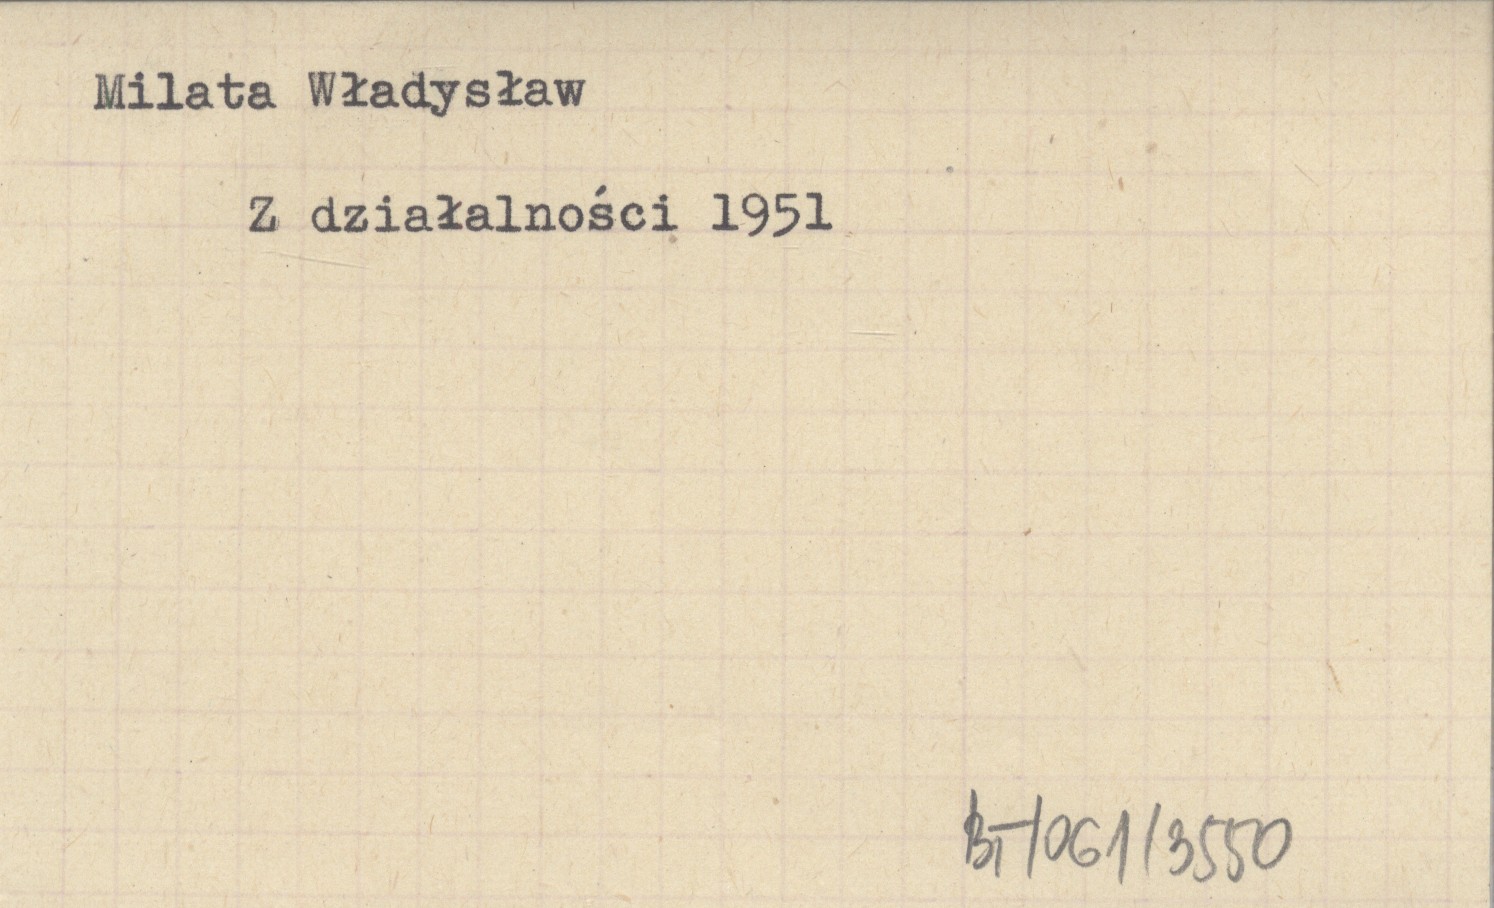 Milata Władysław
Z działalności 1951
BT/061/3550